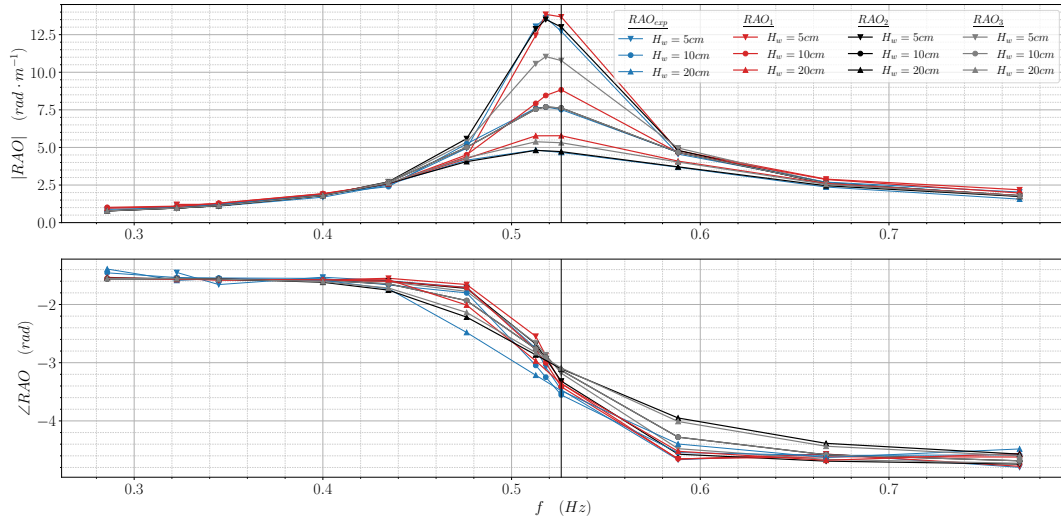 RAO_exp RAO_1 RAO_2 RAO_3
H_w = 5cm H_w = 5cm H_w = 5cm H_w = 5cm
H_w = 10cm H_w = 10cm H_w = 10cm H_w = 10cm
H_w = 20cm H_w = 20cm H_w = 20cm H_w = 20cm
|RAO| (rad · m^{-1})
12.5
10.0
7.5
5.0
2.5
0.0
0.3 0.4 0.5 0.6 0.7
∠RAO (rad)
−2
−3
−4
0.3 0.4 0.5 0.6 0.7
f (Hz)